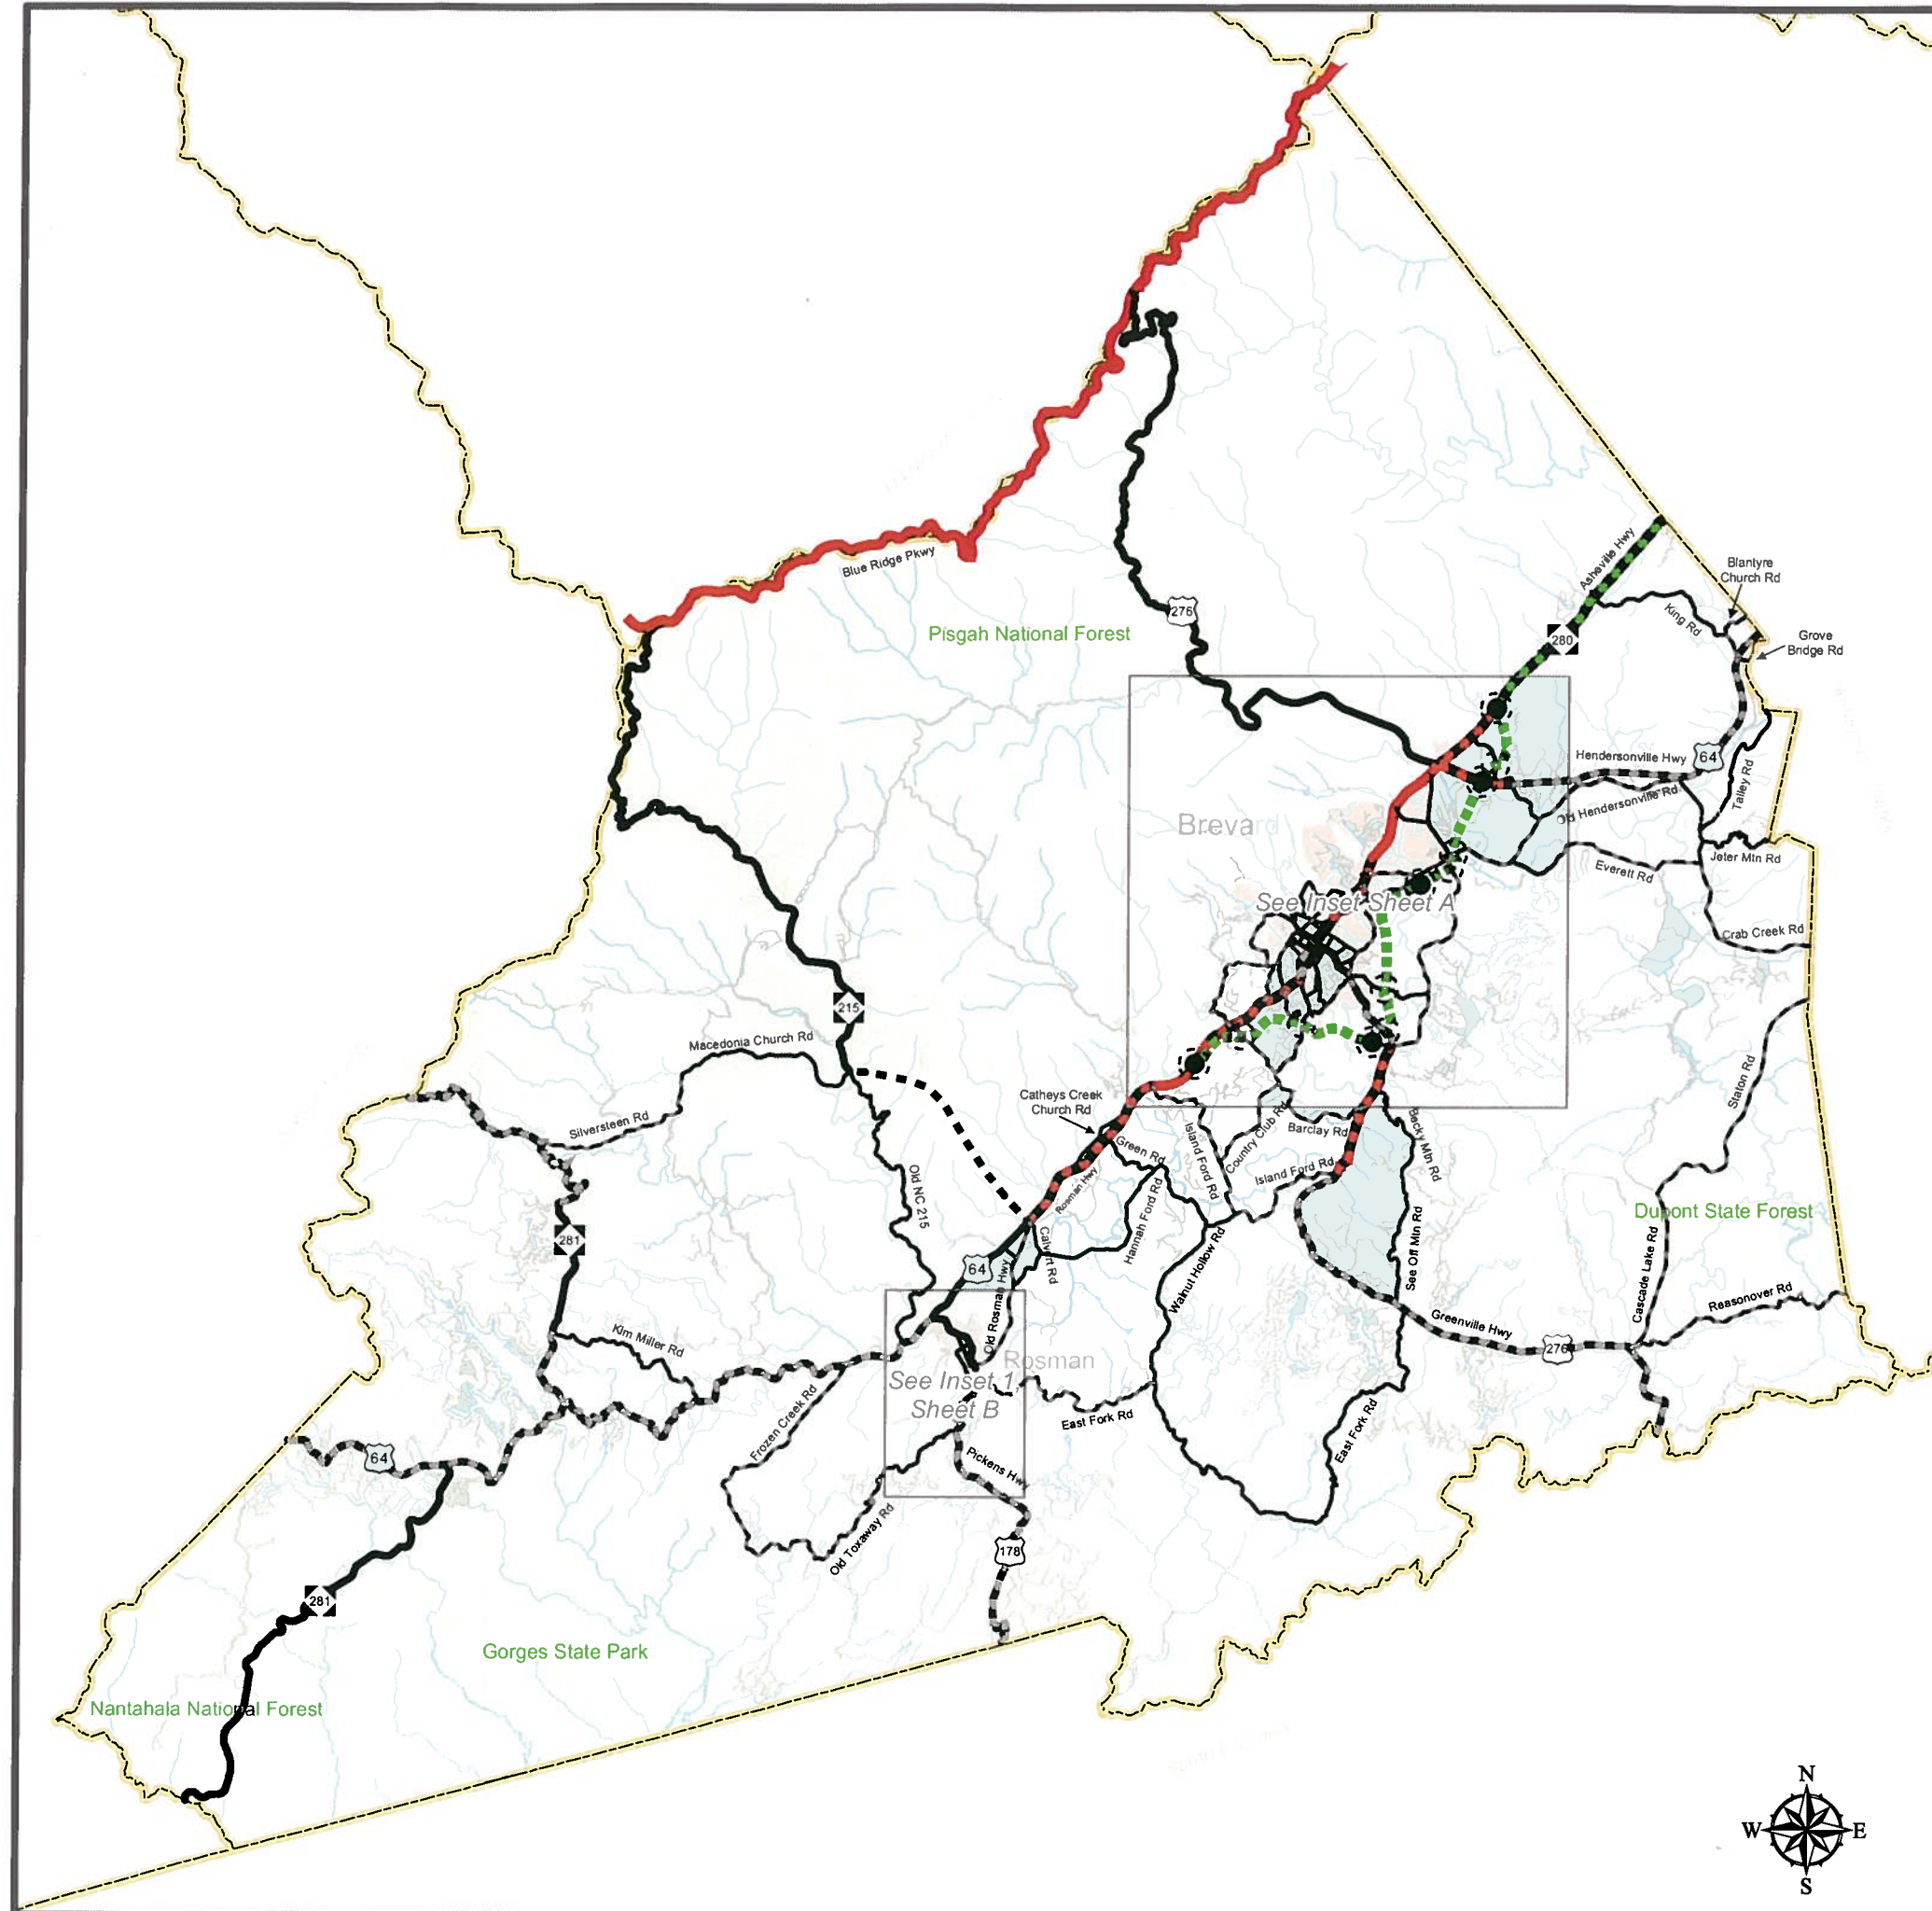 Blue Ridge Pkwy
Pisgah National Forest
276
Asheville Hwy
280
Blantyre
Church Rd
King Rd
Grove
Bridge Rd
Hendersonville Hwy
64
Old Hendersonville Rd
Talley Rd
Jeter Mtn Rd
Everett Rd
Crab Creek Rd
Brevard
See Inset Sheet A
215
Macedonia Church Rd
Silversteen Rd
281
Old NC 215
Catheys Creek
Church Rd
Green Rd
Rosman Hwy
Island Ford Rd
Country Club Rd
Barclay Rd
Island Ford Rd
Becky Mtn Rd
Staton Rd
Dupont State Forest
Hannah Ford Rd
Calvert Rd
Walnut Hollow Rd
See Off Mtn Rd
Cascade Lake Rd
Reasonover Rd
64
Old Rosman Hwy
Greenville Hwy
276
Kim Miller Rd
Rosman
See Inset 1,
Sheet B
East Fork Rd
East Fork Rd
Frozen Creek Rd
Pickens Hwy
64
Old Toxaway Rd
178
281
Gorges State Park
Nantahala National Forest
N
W
E
S